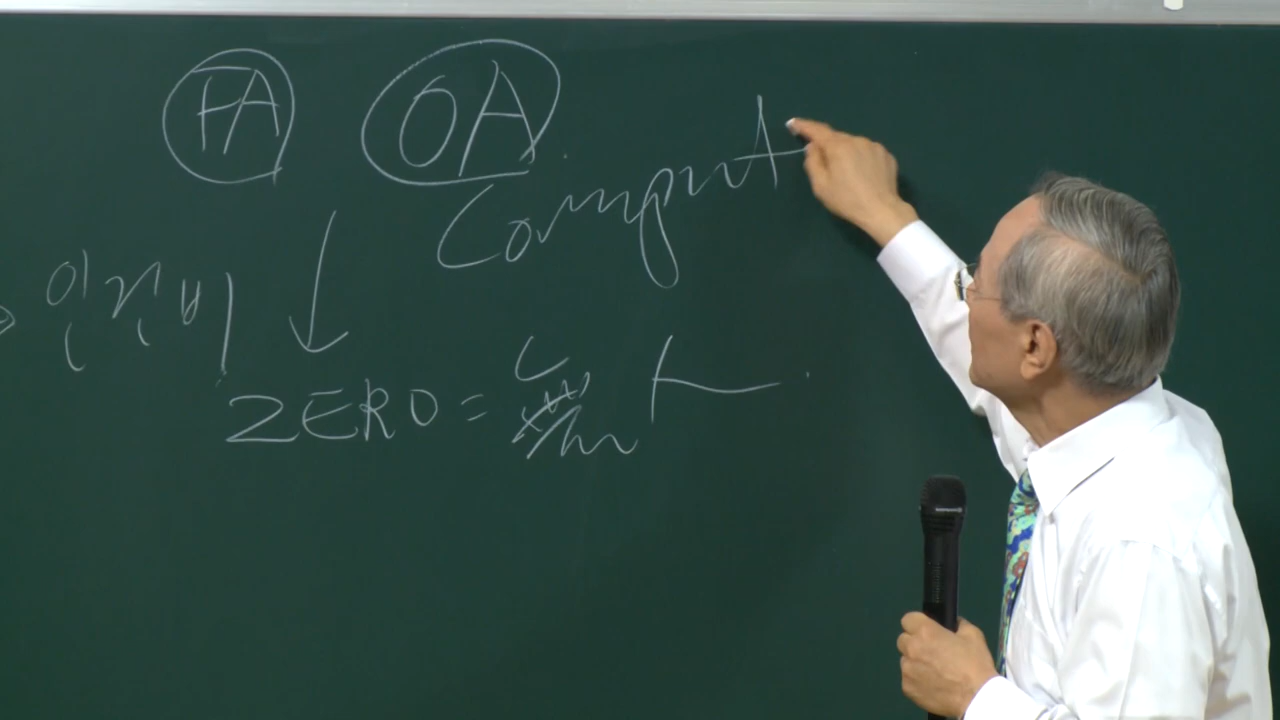 FA OA
Comput
인건비
ZERO =